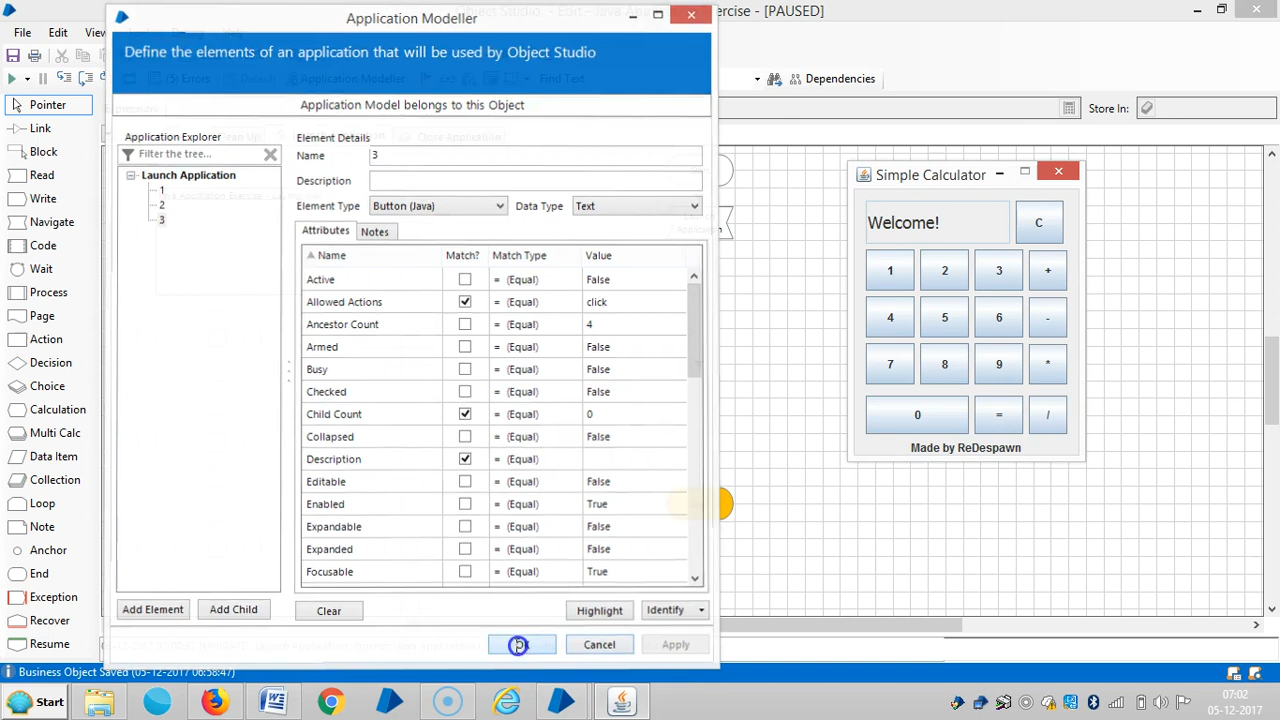 Application Modeller
Object Studio - Edit - Java
Exercise - [PAUSED]
File Edit View
Define the elements of an application that will be used by Object Studio
(5) Errors
Application Modeller
Find Text
Dependencies
Application Model belongs to this Object
Store In:
Pointer
Link
Block
Read
Write
Navigate
Code
Wait
Process
Page
Action
Decision
Choice
Calculation
Multi Calc
Data Item
Collection
Loop
Note
Anchor
End
Exception
Recover
Resume
Application Explorer
Filter the tree...
Launch Application
1
2
3
Element Details
Name 3
Description
Element Type Button (Java) Data Type Text
Attributes Notes
Name Match? Match Type Value
Active = (Equal) False
Allowed Actions = (Equal) click
Ancestor Count = (Equal) 4
Armed = (Equal) False
Busy = (Equal) False
Checked = (Equal) False
Child Count = (Equal) 0
Collapsed = (Equal) False
Description = (Equal)
Editable = (Equal) False
Enabled = (Equal) True
Expandable = (Equal) False
Expanded = (Equal) False
Focusable = (Equal) True
Add Element Add Child Clear Highlight Identify
Cancel Apply
Simple Calculator
Welcome! C
1 2 3 +
4 5 6 -
7 8 9 *
0 = /
Made by ReDespawn
Business Object Saved (05-12-2017 06:58:47)
Start
07:02
05-12-2017